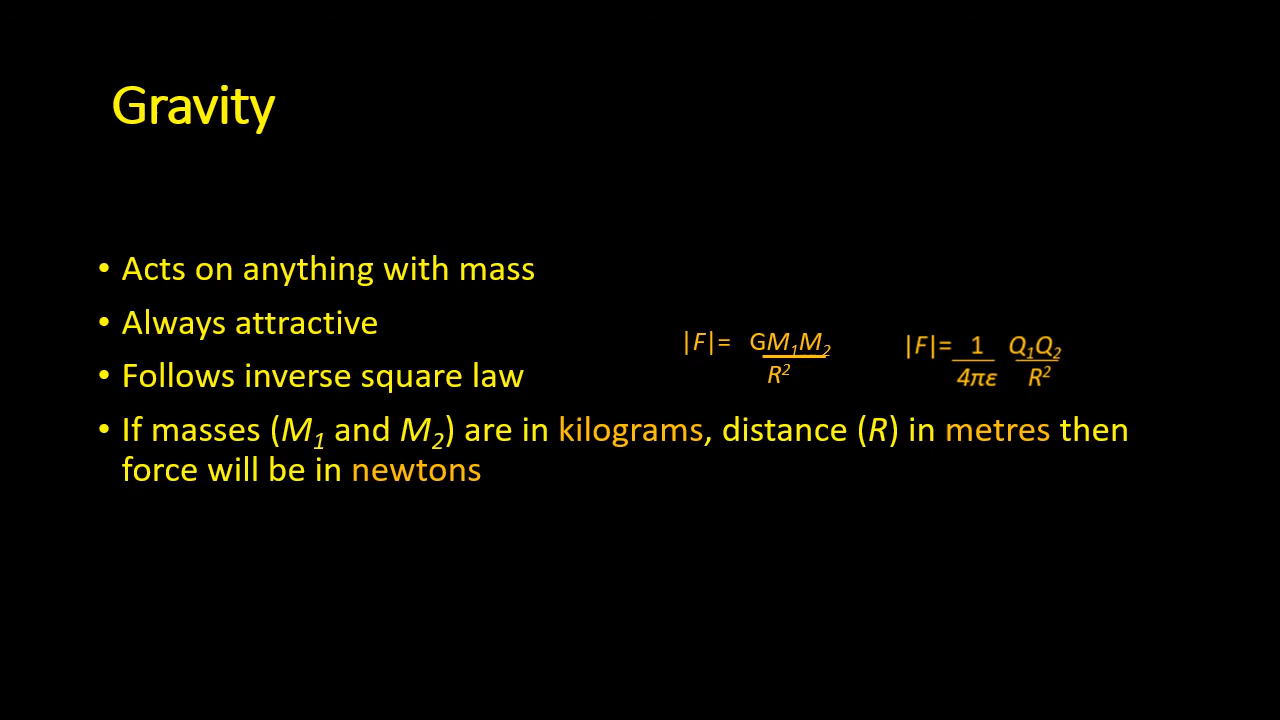 Gravity
• Acts on anything with mass
• Always attractive
• Follows inverse square law
|F|= GM₁M₂
R²
|F|= 1 Q₁Q₂
4πε R²
• If masses (M₁ and M₂) are in kilograms, distance (R) in metres then
force will be in newtons